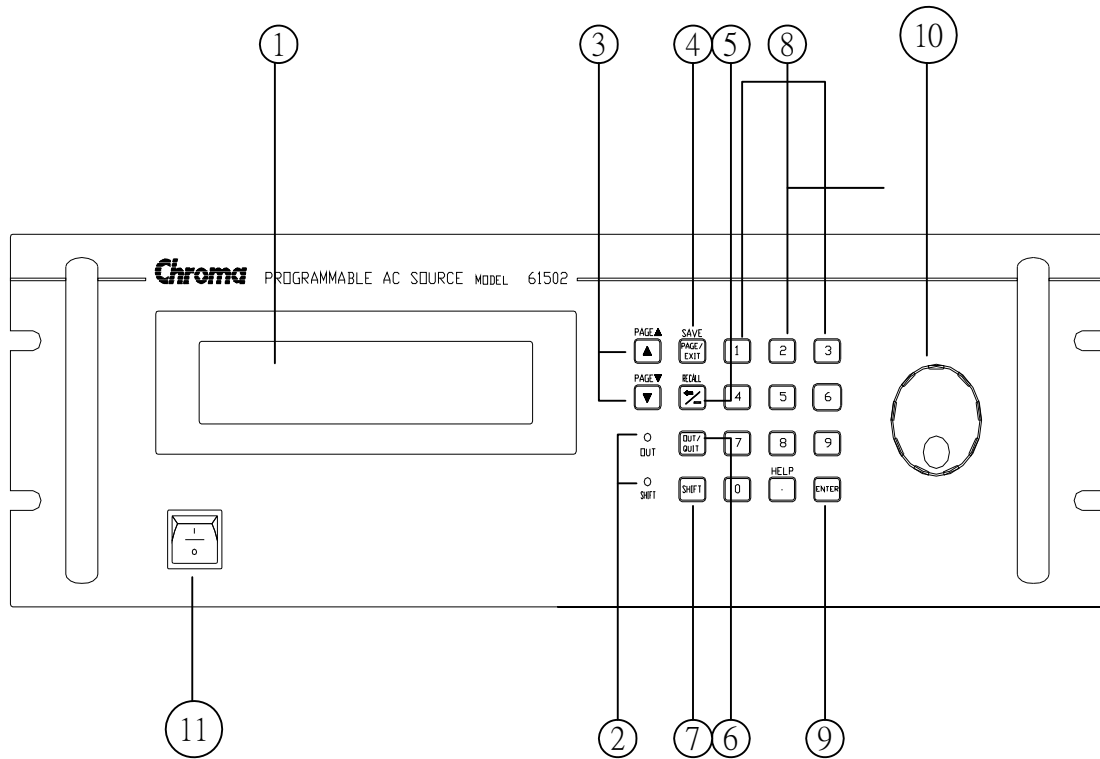 1
3
4
5
8
10
Chroma PROGRAMMABLE AC SOURCE MODEL 61502
PAGE▲ SAVE
▲ PAGE/EXIT 1 2 3
PAGE▼ RECALL
▼ ←/− 4 5 6
OUT OUT/QUIT 7 8 9
HELP
SHIFT SHIFT 0 . ENTER
I
O
11
2
7
6
9